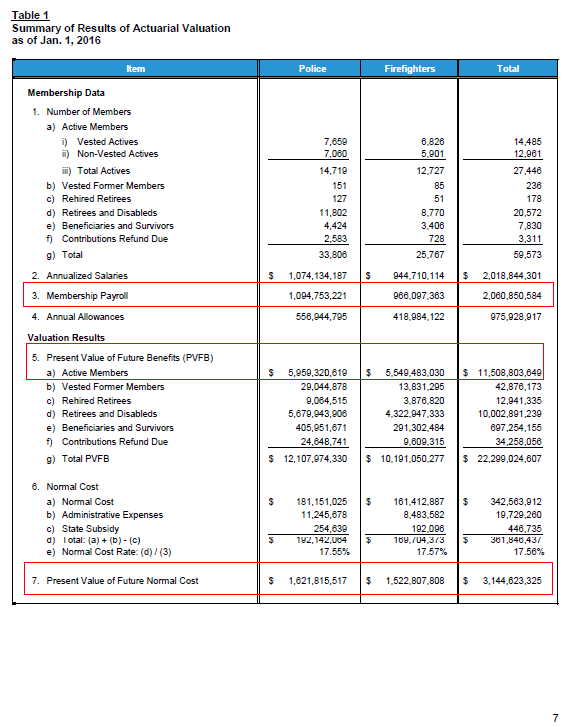 Table 1
Summary of Results of Actuarial Valuation
as of Jan. 1, 2016
Item Police Firefighters Total
Membership Data
1. Number of Members
a) Active Members
i) Vested Actives 7,659 6,826 14,485
ii) Non-Vested Actives 7,060 5,901 12,961
iii) Total Actives 14,719 12,727 27,446
b) Vested Former Members 151 85 236
c) Rehired Retirees 127 51 178
d) Retirees and Disableds 11,802 8,770 20,572
e) Beneficiaries and Survivors 4,424 3,406 7,830
f) Contributions Refund Due 2,583 728 3,311
g) Total 33,806 25,767 59,573
2. Annualized Salaries $ 1,074,134,187 $ 944,710,114 $ 2,018,844,301
3. Membership Payroll 1,094,753,221 966,097,363 2,060,850,584
4. Annual Allowances 556,944,795 418,984,122 975,928,917
Valuation Results
5. Present Value of Future Benefits (PVFB)
a) Active Members $ 5,959,320,619 $ 5,549,483,030 $ 11,508,803,649
b) Vested Former Members 29,044,878 13,831,295 42,876,173
c) Rehired Retirees 9,064,515 3,876,820 12,941,335
d) Retirees and Disableds 5,679,943,906 4,322,947,333 10,002,891,239
e) Beneficiaries and Survivors 405,951,671 291,302,484 697,254,155
f) Contributions Refund Due 24,648,741 9,609,315 34,258,056
g) Total PVFB $ 12,107,974,330 $ 10,191,050,277 $ 22,299,024,607
6. Normal Cost
a) Normal Cost $ 181,151,025 $ 161,412,887 $ 342,563,912
b) Administrative Expenses 11,245,678 8,483,582 19,729,260
c) State Subsidy 254,639 192,096 446,735
d) Total: (a) + (b) - (c) $ 192,142,064 $ 169,704,373 $ 361,846,437
e) Normal Cost Rate: (d) / (3) 17.55% 17.57% 17.56%
7. Present Value of Future Normal Cost $ 1,621,815,517 $ 1,522,807,808 $ 3,144,623,325
7